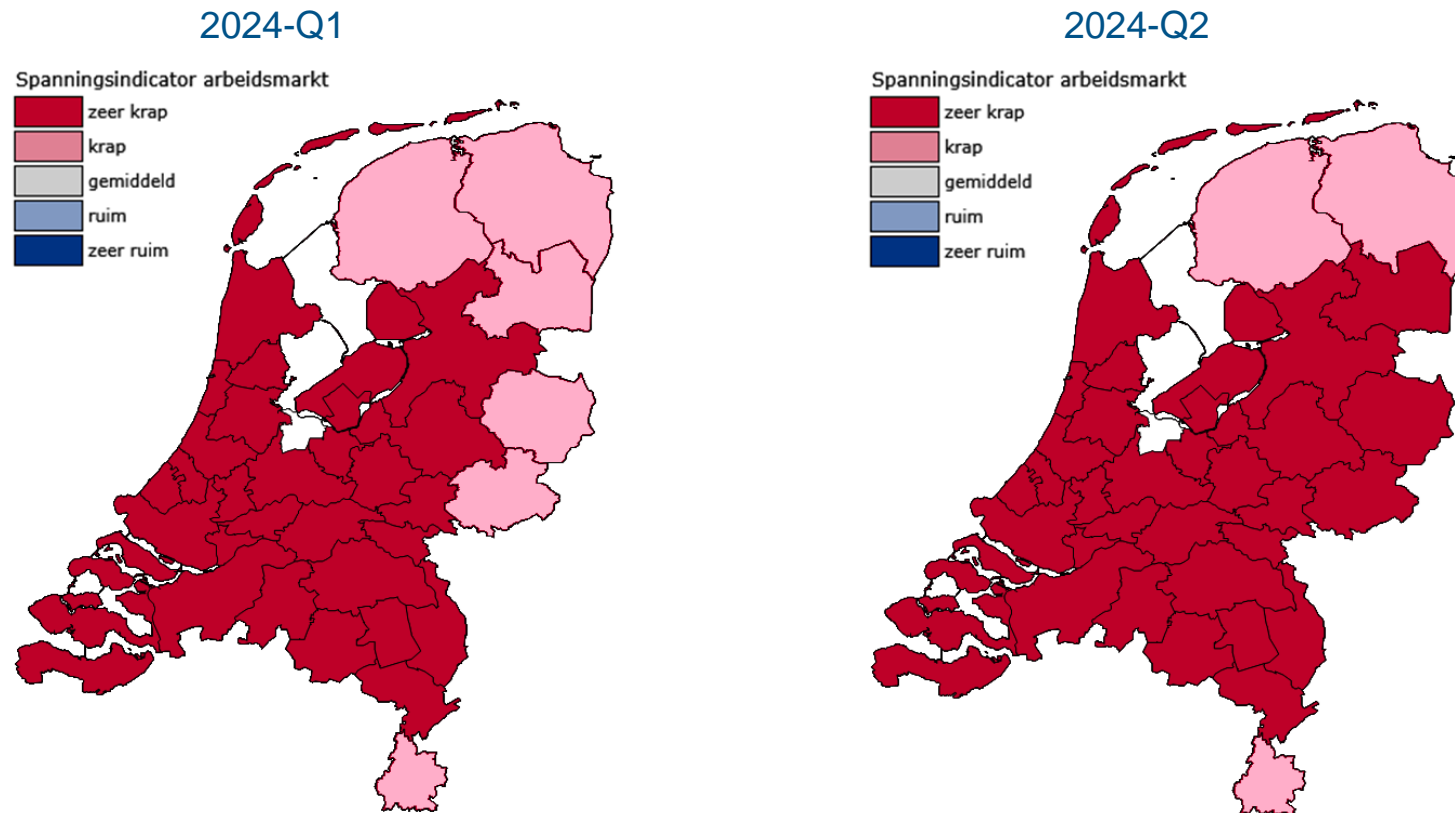 2024-Q1
Spanningsindicator arbeidsmarkt
zeer krap
krap
gemiddeld
ruim
zeer ruim
2024-Q2
Spanningsindicator arbeidsmarkt
zeer krap
krap
gemiddeld
ruim
zeer ruim